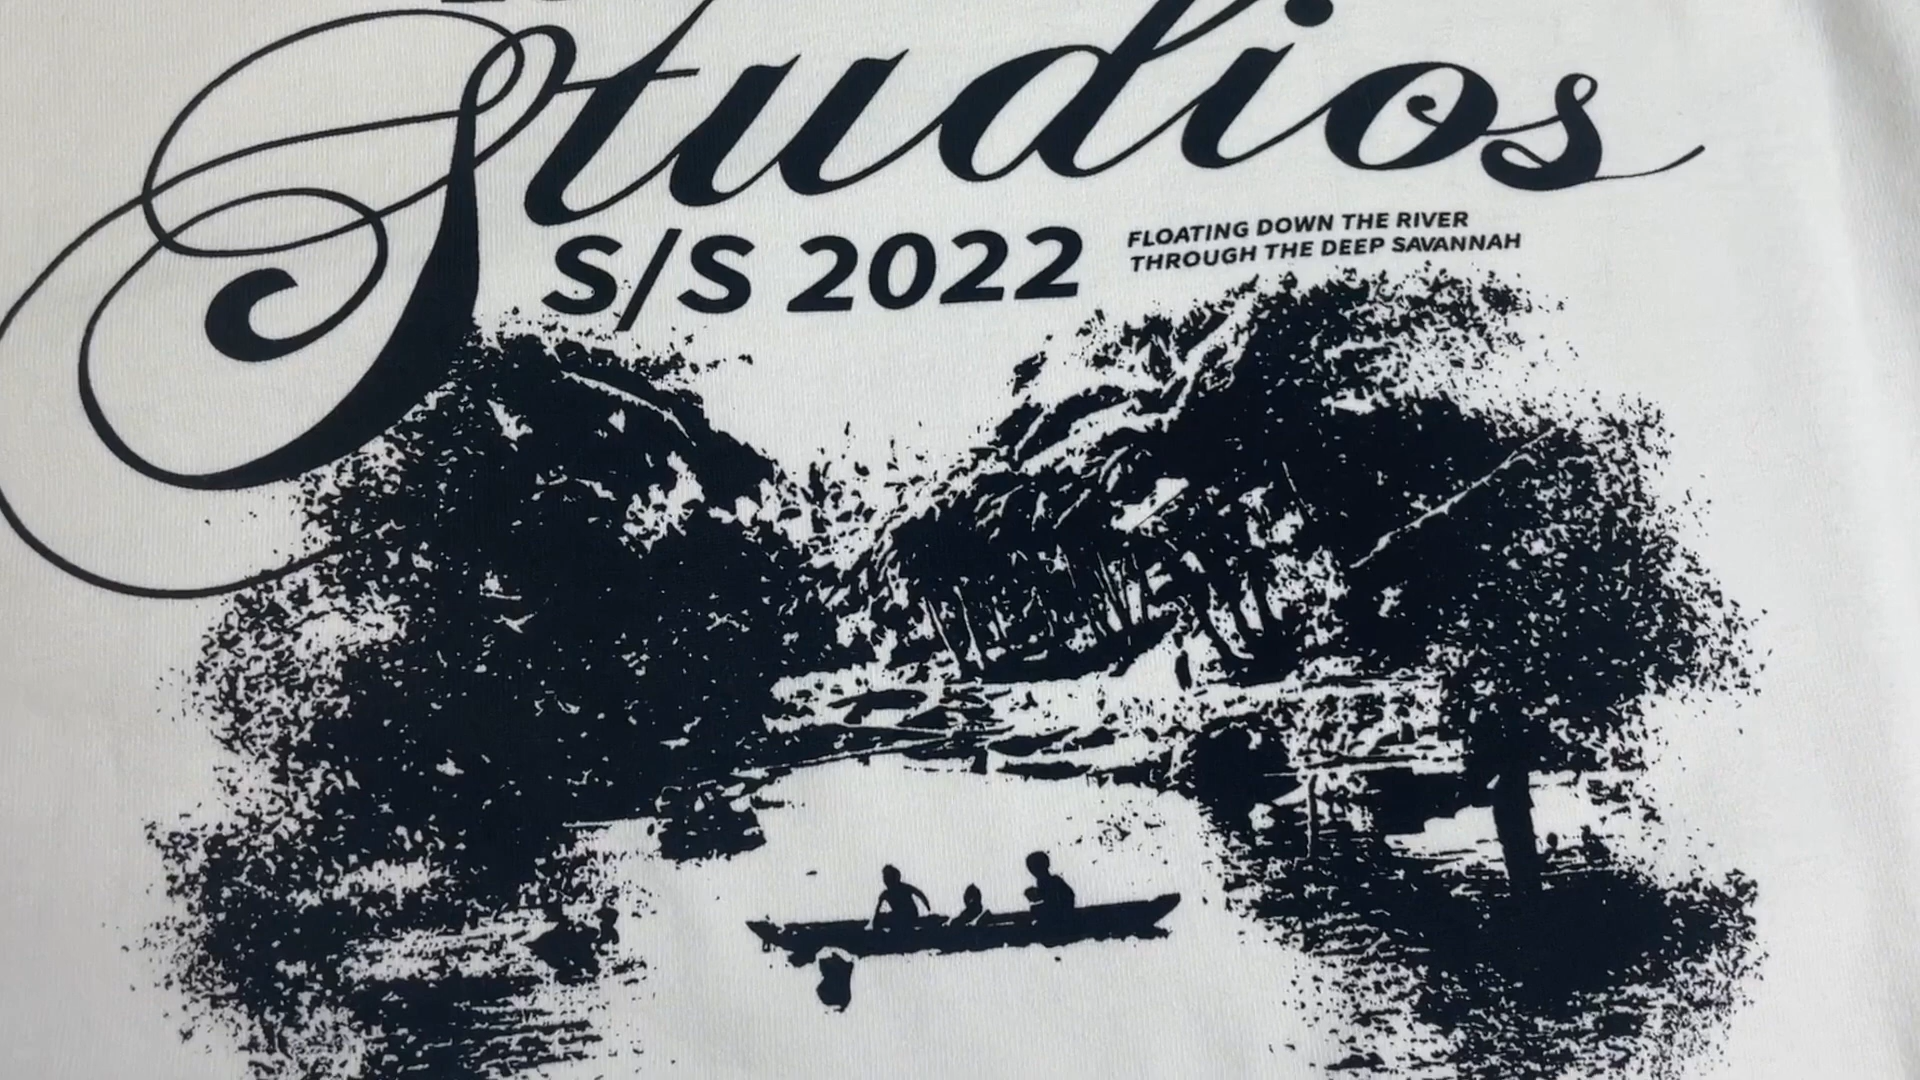 Studios
S/S 2022
FLOATING DOWN THE RIVER
THROUGH THE DEEP SAVANNAH